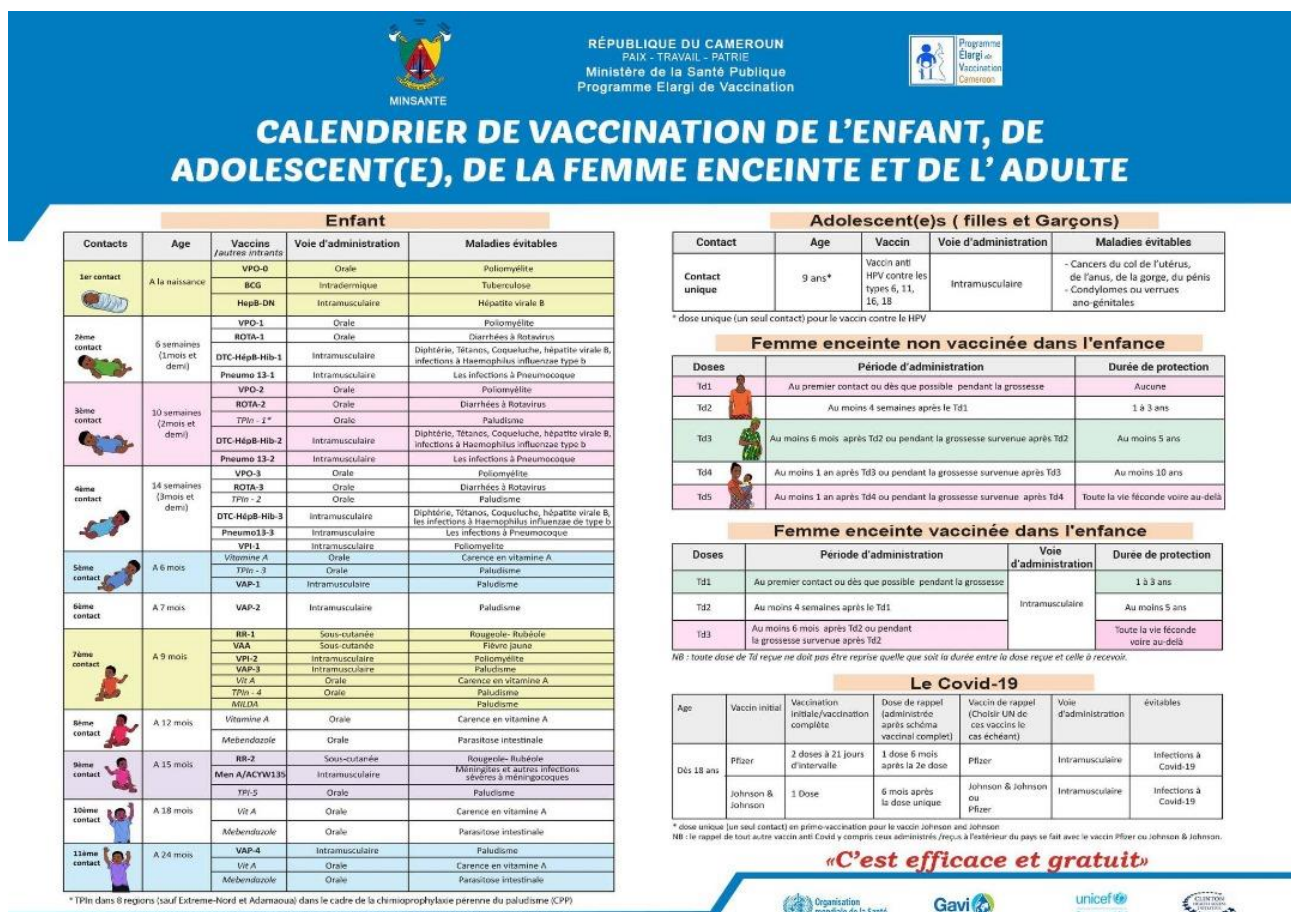 MINSANTE
RÉPUBLIQUE DU CAMEROUN
PAIX - TRAVAIL - PATRIE
Ministère de la Santé Publique
Programme Elargi de Vaccination
Programme
Élargi de
Vaccination
Cameroon
CALENDRIER DE VACCINATION DE L'ENFANT, DE
ADOLESCENT(E), DE LA FEMME ENCEINTE ET DE L' ADULTE
Enfant
Contacts Age Vaccins /autres intrants Voie d'administration Maladies évitables
1er contact A la naissance VPO-0 Orale Poliomyélite
BCG Intradermique Tuberculose
HepB-DN Intramusculaire Hépatite virale B
2ème contact 6 semaines (1mois et demi) VPO-1 Orale Poliomyélite
ROTA-1 Orale Diarrhées à Rotavirus
DTC-HépB-Hib-1 Intramusculaire Diphtérie, Tétanos, Coqueluche, hépatite virale B, infections à Haemophilus influenzae type b
Pneumo 13-1 Intramusculaire Les infections à Pneumocoque
3ème contact 10 semaines (2mois et demi) VPO-2 Orale Poliomyélite
ROTA-2 Orale Diarrhées à Rotavirus
TPIn - 1* Orale Paludisme
DTC-HépB-Hib-2 Intramusculaire Diphtérie, Tétanos, Coqueluche, hépatite virale B, infections à Haemophilus influenzae type b
Pneumo 13-2 Intramusculaire Les infections à Pneumocoque
4ème contact 14 semaines (3mois et demi) VPO-3 Orale Poliomyélite
ROTA-3 Orale Diarrhées à Rotavirus
TPIn - 2 Orale Paludisme
DTC-HépB-Hib-3 Intramusculaire Diphtérie, Tétanos, Coqueluche, hépatite virale B, les infections à Haemophilus influenzae de type b
Pneumo13-3 Intramusculaire Les infections à Pneumocoque
VPI-1 Intramusculaire Poliomyelite
5ème contact A 6 mois Vitamine A Orale Carence en vitamine A
TPIn - 3 Orale Paludisme
VAP-1 Intramusculaire Paludisme
6ème contact A 7 mois VAP-2 Intramusculaire Paludisme
7ème contact A 9 mois RR-1 Sous-cutanée Rougeole- Rubéole
VAA Sous-cutanée Fièvre jaune
VPI-2 Intramusculaire Poliomyélite
VAP-3 Intramusculaire Paludisme
Vit A Orale Carence en vitamine A
TPIn - 4 Orale Paludisme
MILDA Paludisme
8ème contact A 12 mois Vitamine A Orale Carence en vitamine A
Mebendazole Orale Parasitose intestinale
9ème contact A 15 mois RR-2 Sous-cutanée Rougeole- Rubéole
Men A/ACYW135 Intramusculaire Méningites et autres infections sévères à méningocoques
TPI-5 Orale Paludisme
10ème contact A 18 mois Vit A Orale Carence en vitamine A
Mebendazole Orale Parasitose intestinale
11ème contact A 24 mois VAP-4 Intramusculaire Paludisme
Vit A Orale Carence en vitamine A
Mebendazole Orale Parasitose intestinale
* TPIn dans 8 regions (sauf Extreme-Nord et Adamaoua) dans le cadre de la chimioprophylaxie pérenne du paludisme (CPP)
Adolescent(e)s ( filles et Garçons)
Contact Age Vaccin Voie d'administration Maladies évitables
Contact unique 9 ans* Vaccin anti HPV contre les types 6, 11, 16, 18 Intramusculaire - Cancers du col de l'utérus, de l'anus, de la gorge, du pénis
- Condylomes ou verrues ano-génitales
* dose unique (un seul contact) pour le vaccin contre le HPV
Femme enceinte non vaccinée dans l'enfance
Doses Période d'administration Durée de protection
Td1 Au premier contact ou dès que possible pendant la grossesse Aucune
Td2 Au moins 4 semaines après le Td1 1 à 3 ans
Td3 Au moins 6 mois après Td2 ou pendant la grossesse survenue après Td2 Au moins 5 ans
Td4 Au moins 1 an après Td3 ou pendant la grossesse survenue après Td3 Au moins 10 ans
Td5 Au moins 1 an après Td4 ou pendant la grossesse survenue après Td4 Toute la vie féconde voire au-delà
Femme enceinte vaccinée dans l'enfance
Doses Période d'administration Voie d'administration Durée de protection
Td1 Au premier contact ou dès que possible pendant la grossesse Intramusculaire 1 à 3 ans
Td2 Au moins 4 semaines après le Td1 Au moins 5 ans
Td3 Au moins 6 mois après Td2 ou pendant la grossesse survenue après Td2 Toute la vie féconde voire au-delà
NB : toute dose de Td reçue ne doit pas être reprise quelle que soit la durée entre la dose reçue et celle à recevoir.
Le Covid-19
Age Vaccin initial Vaccination initiale/vaccination complète Dose de rappel (administrée après schéma vaccinal complet) Vaccin de rappel (Choisir UN de ces vaccins le cas échéant) Voie d'administration évitables
Dès 18 ans Pfizer 2 doses à 21 jours d'intervalle 1 dose 6 mois après la 2e dose Pfizer Intramusculaire Infections à Covid-19
Johnson & Johnson 1 Dose 6 mois après la dose unique Johnson & Johnson ou Pfizer Intramusculaire Infections à Covid-19
* dose unique (un seul contact) en primo-vaccination pour le vaccin Johnson and Johnson
NB : le rappel de tout autre vaccin anti Covid y compris ceux administrés /reçus à l'extérieur du pays se fait avec le vaccin Pfizer ou Johnson & Johnson.
«C'est efficace et gratuit»
Organisation
mondiale de la Santé
Gavi
unicef
CLINTON